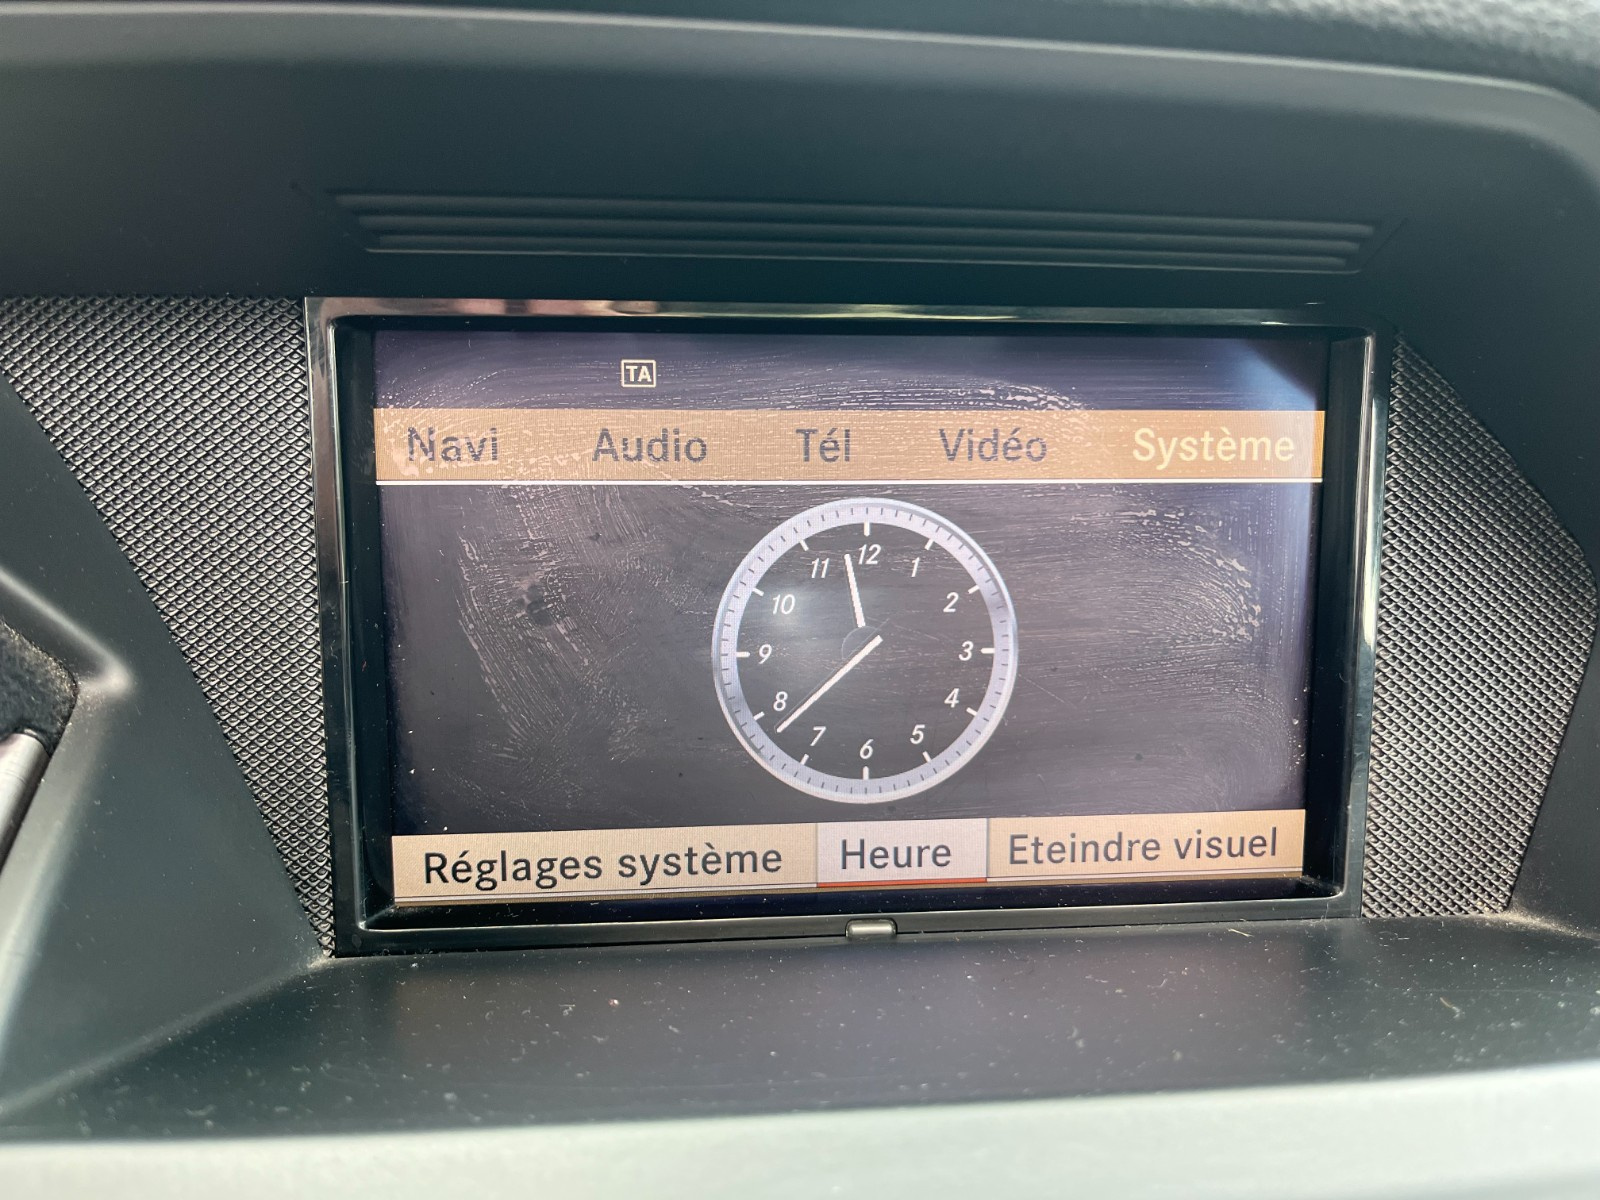 TA
Navi Audio Tél Vidéo Système
12
11 1
10 2
9 3
8 4
7 5
6
Réglages système Heure Eteindre visuel